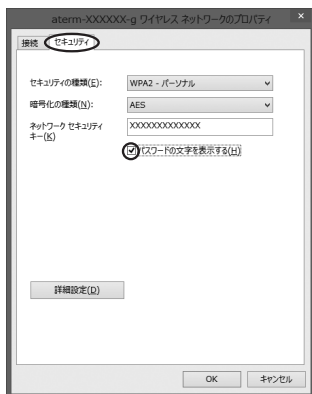 aterm-XXXXXX-g ワイヤレス ネットワークのプロパティ ×
接続 セキュリティ
セキュリティの種類(E): WPA2 - パーソナル
暗号化の種類(N): AES
ネットワーク セキュリティ キー(K) XXXXXXXXXXXXX
パスワードの文字を表示する(H)
詳細設定(D)
OK キャンセル